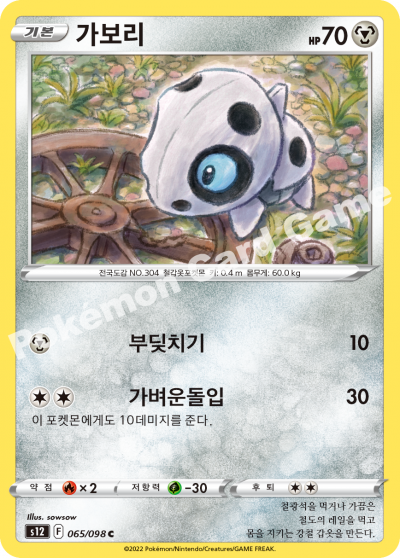 기본 가보리 HP 70
전국도감 NO.304 철갑옷포켓몬 키: 0.4 m 몸무게: 60.0 kg
Pokémon Card Game
부딪치기 10
가벼운돌입 30
이 포켓몬에게도 10데미지를 준다.
약점 ×2 저항력 -30 후퇴
Illus. sowsow
s12 F 065/098 C
철광석을 먹거나 가끔은
철도의 레일을 먹고
몸을 지키는 강철 갑옷을 만든다.
©2022 Pokémon/Nintendo/Creatures/GAME FREAK.